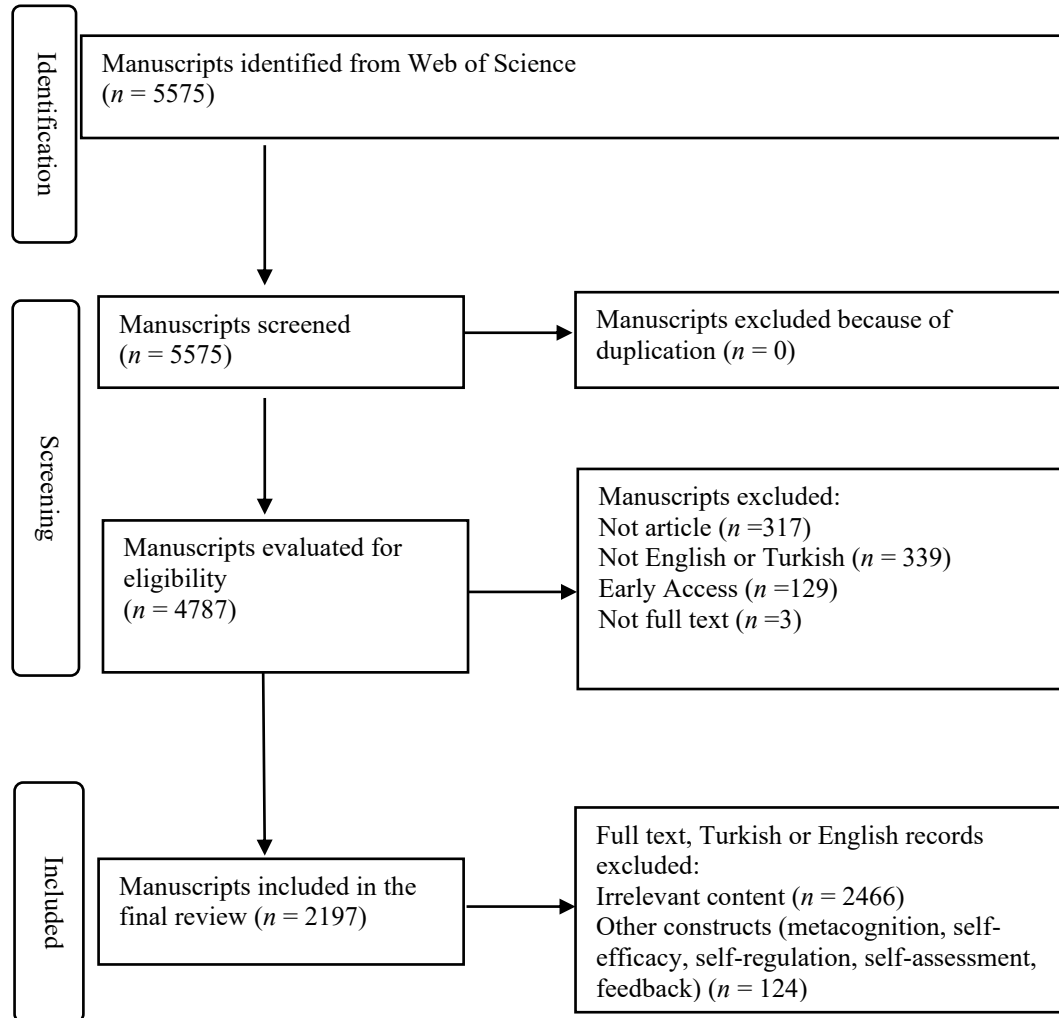 Identification
Manuscripts identified from Web of Science
(n = 5575)
Screening
Manuscripts screened
(n = 5575)
Manuscripts excluded because of
duplication (n = 0)
Manuscripts evaluated for
eligibility
(n = 4787)
Manuscripts excluded:
Not article (n =317)
Not English or Turkish (n = 339)
Early Access (n =129)
Not full text (n =3)
Included
Manuscripts included in the
final review (n = 2197)
Full text, Turkish or English records
excluded:
Irrelevant content (n = 2466)
Other constructs (metacognition, self-
efficacy, self-regulation, self-assessment,
feedback) (n = 124)